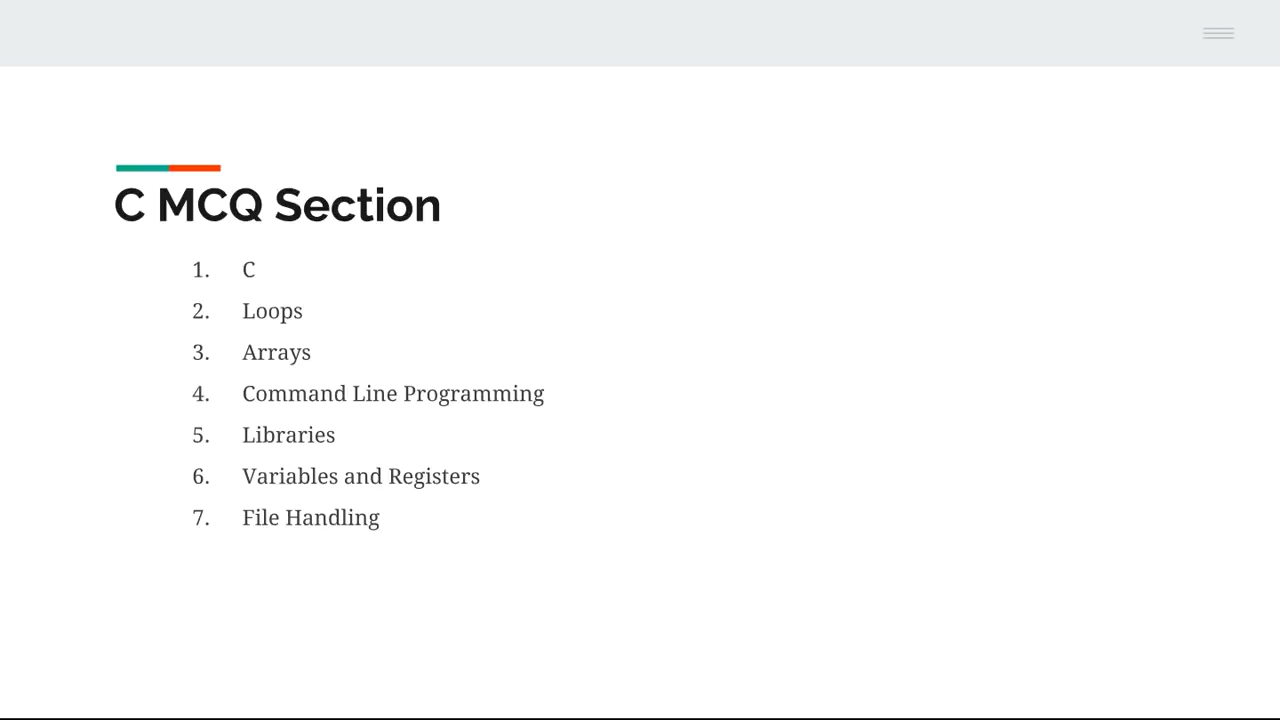 C MCQ Section
1. C
2. Loops
3. Arrays
4. Command Line Programming
5. Libraries
6. Variables and Registers
7. File Handling